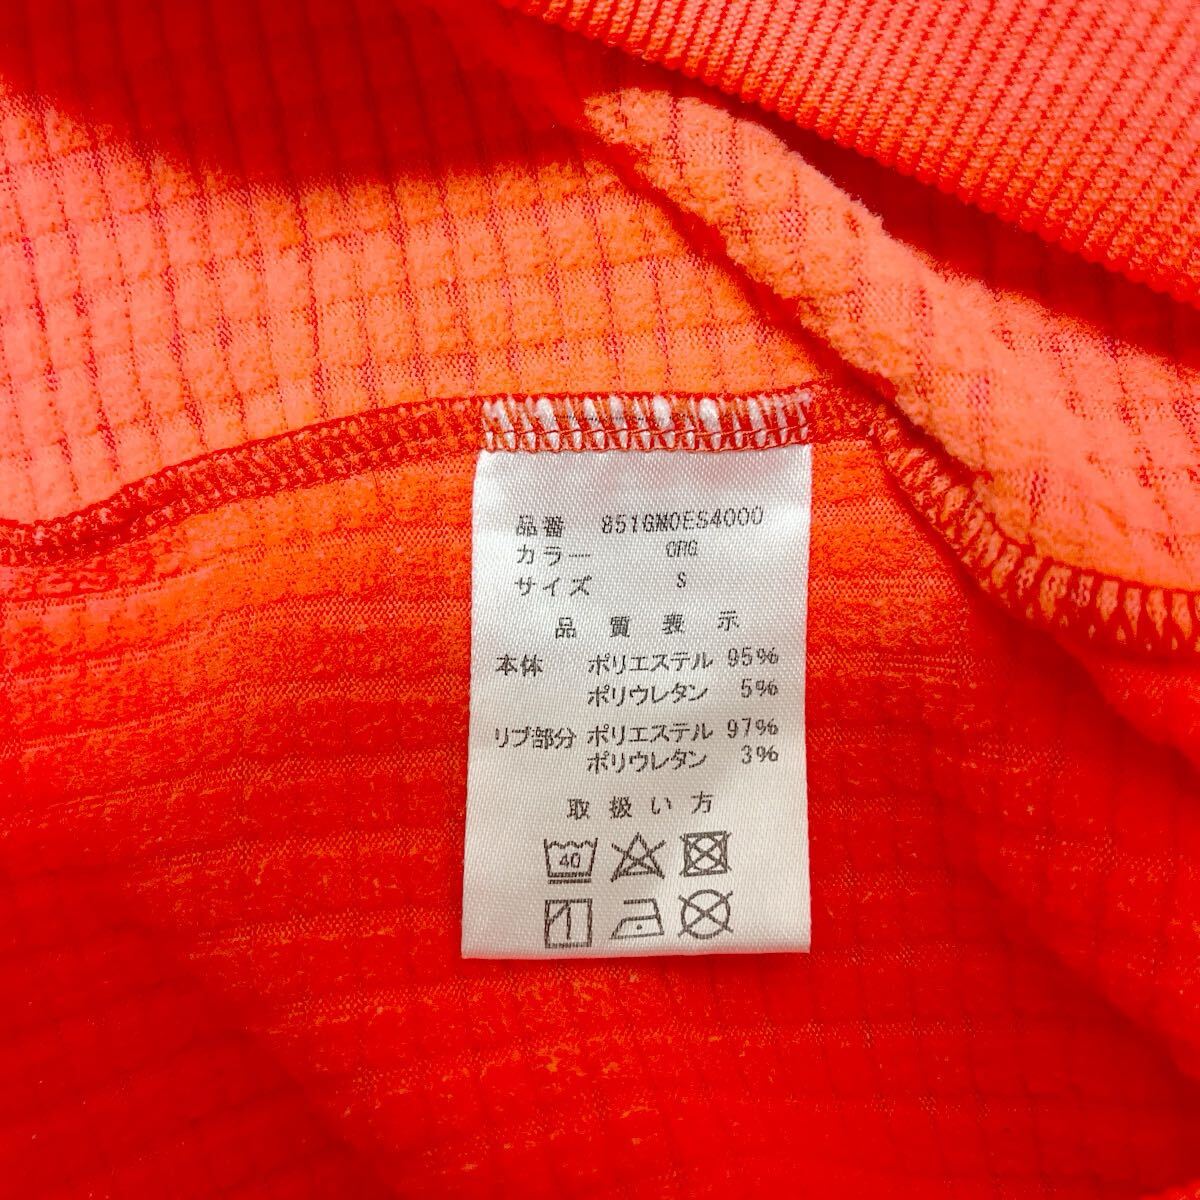 品番 851GM0ES4000
カラー ORG
サイズ S
品質表示
本体 ポリエステル 95%
ポリウレタン 5%
リブ部分 ポリエステル 97%
ポリウレタン 3%
取扱い方
40